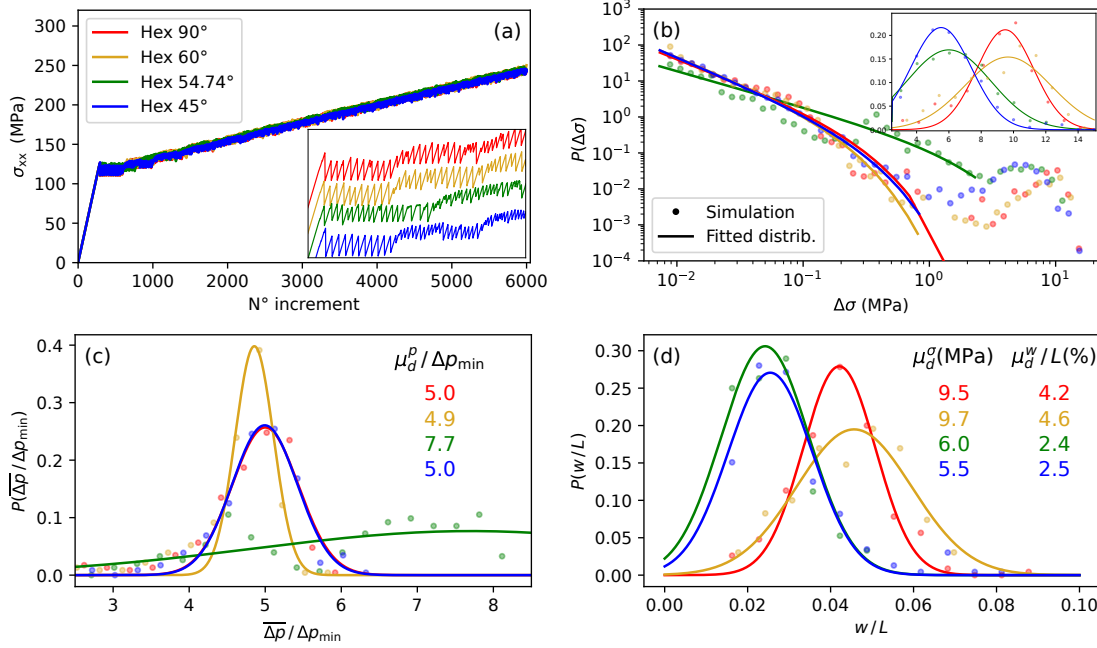 (a)
Hex 90°
Hex 60°
Hex 54.74°
Hex 45°
300
250
200
150
100
50
0
σxx (MPa)
0 1000 2000 3000 4000 5000 6000
N° increment
(b)
10³
10²
10¹
10⁰
10⁻¹
10⁻²
10⁻³
10⁻⁴
P(Δσ)
Simulation
Fitted distrib.
10⁻² 10⁻¹ 10⁰ 10¹
Δσ (MPa)
0.20
0.15
0.10
0.05
0.00
4 6 8 10 12 14
(c)
μ_d^p / Δp_min
5.0
4.9
7.7
5.0
0.4
0.3
0.2
0.1
0.0
P(Δp̅ / Δp_min)
3 4 5 6 7 8
Δp̅ / Δp_min
(d)
μ_d^σ(MPa) μ_d^w / L(%)
9.5 4.2
9.7 4.6
6.0 2.4
5.5 2.5
0.30
0.25
0.20
0.15
0.10
0.05
0.00
P(w / L)
0.00 0.02 0.04 0.06 0.08 0.10
w / L